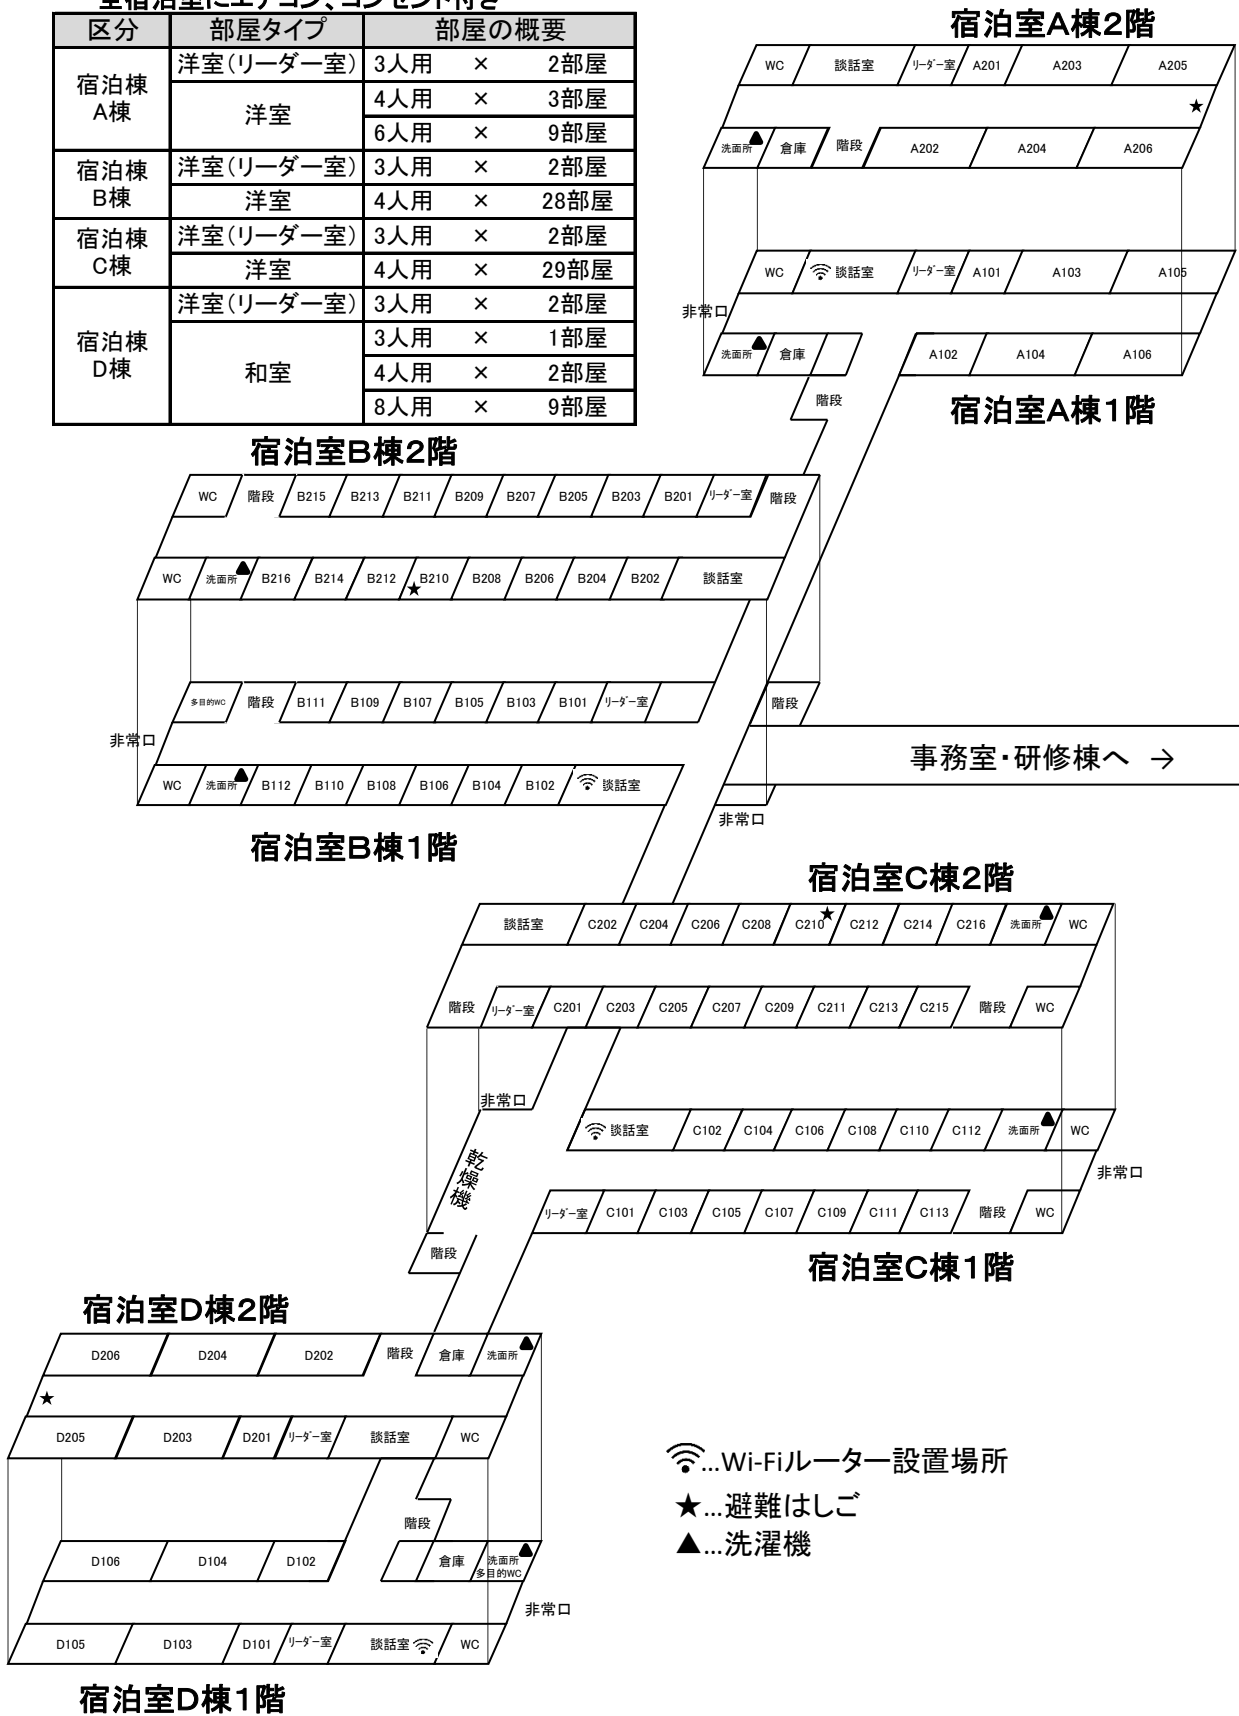 全宿泊室にエアコン、コンセント付き
区分 部屋タイプ 部屋の概要
宿泊棟 A棟 洋室(リーダー室) 3人用 × 2部屋
洋室 4人用 × 3部屋
6人用 × 9部屋
宿泊棟 B棟 洋室(リーダー室) 3人用 × 2部屋
洋室 4人用 × 28部屋
宿泊棟 C棟 洋室(リーダー室) 3人用 × 2部屋
洋室 4人用 × 29部屋
宿泊棟 D棟 洋室(リーダー室) 3人用 × 2部屋
和室 3人用 × 1部屋
4人用 × 2部屋
8人用 × 9部屋
宿泊室A棟2階
WC 談話室 リーダー室 A201 A203 A205
★
洗面所 ▲ 倉庫 階段 A202 A204 A206
WC 談話室 リーダー室 A101 A103 A105
非常口
洗面所 ▲ 倉庫 A102 A104 A106
階段
宿泊室A棟1階
宿泊室B棟2階
WC 階段 B215 B213 B211 B209 B207 B205 B203 B201 リーダー室 階段
WC 洗面所 ▲ B216 B214 B212 ★ B210 B208 B206 B204 B202 談話室
多目的WC 階段 B111 B109 B107 B105 B103 B101 リーダー室 階段
非常口
事務室・研修棟へ →
WC 洗面所 ▲ B112 B110 B108 B106 B104 B102 談話室
非常口
宿泊室B棟1階
宿泊室C棟2階
談話室 C202 C204 C206 C208 C210 ★ C212 C214 C216 洗面所 ▲ WC
階段 リーダー室 C201 C203 C205 C207 C209 C211 C213 C215 階段 WC
非常口
談話室 C102 C104 C106 C108 C110 C112 洗面所 ▲ WC
乾燥機
非常口
リーダー室 C101 C103 C105 C107 C109 C111 C113 階段 WC
階段
宿泊室C棟1階
宿泊室D棟2階
D206 D204 D202 階段 倉庫 洗面所 ▲
★
D205 D203 D201 リーダー室 談話室 WC
階段
D106 D104 D102 倉庫 洗面所 ▲
多目的WC
非常口
D105 D103 D101 リーダー室 談話室 WC
宿泊室D棟1階
…Wi-Fiルーター設置場所
★…避難はしご
▲…洗濯機